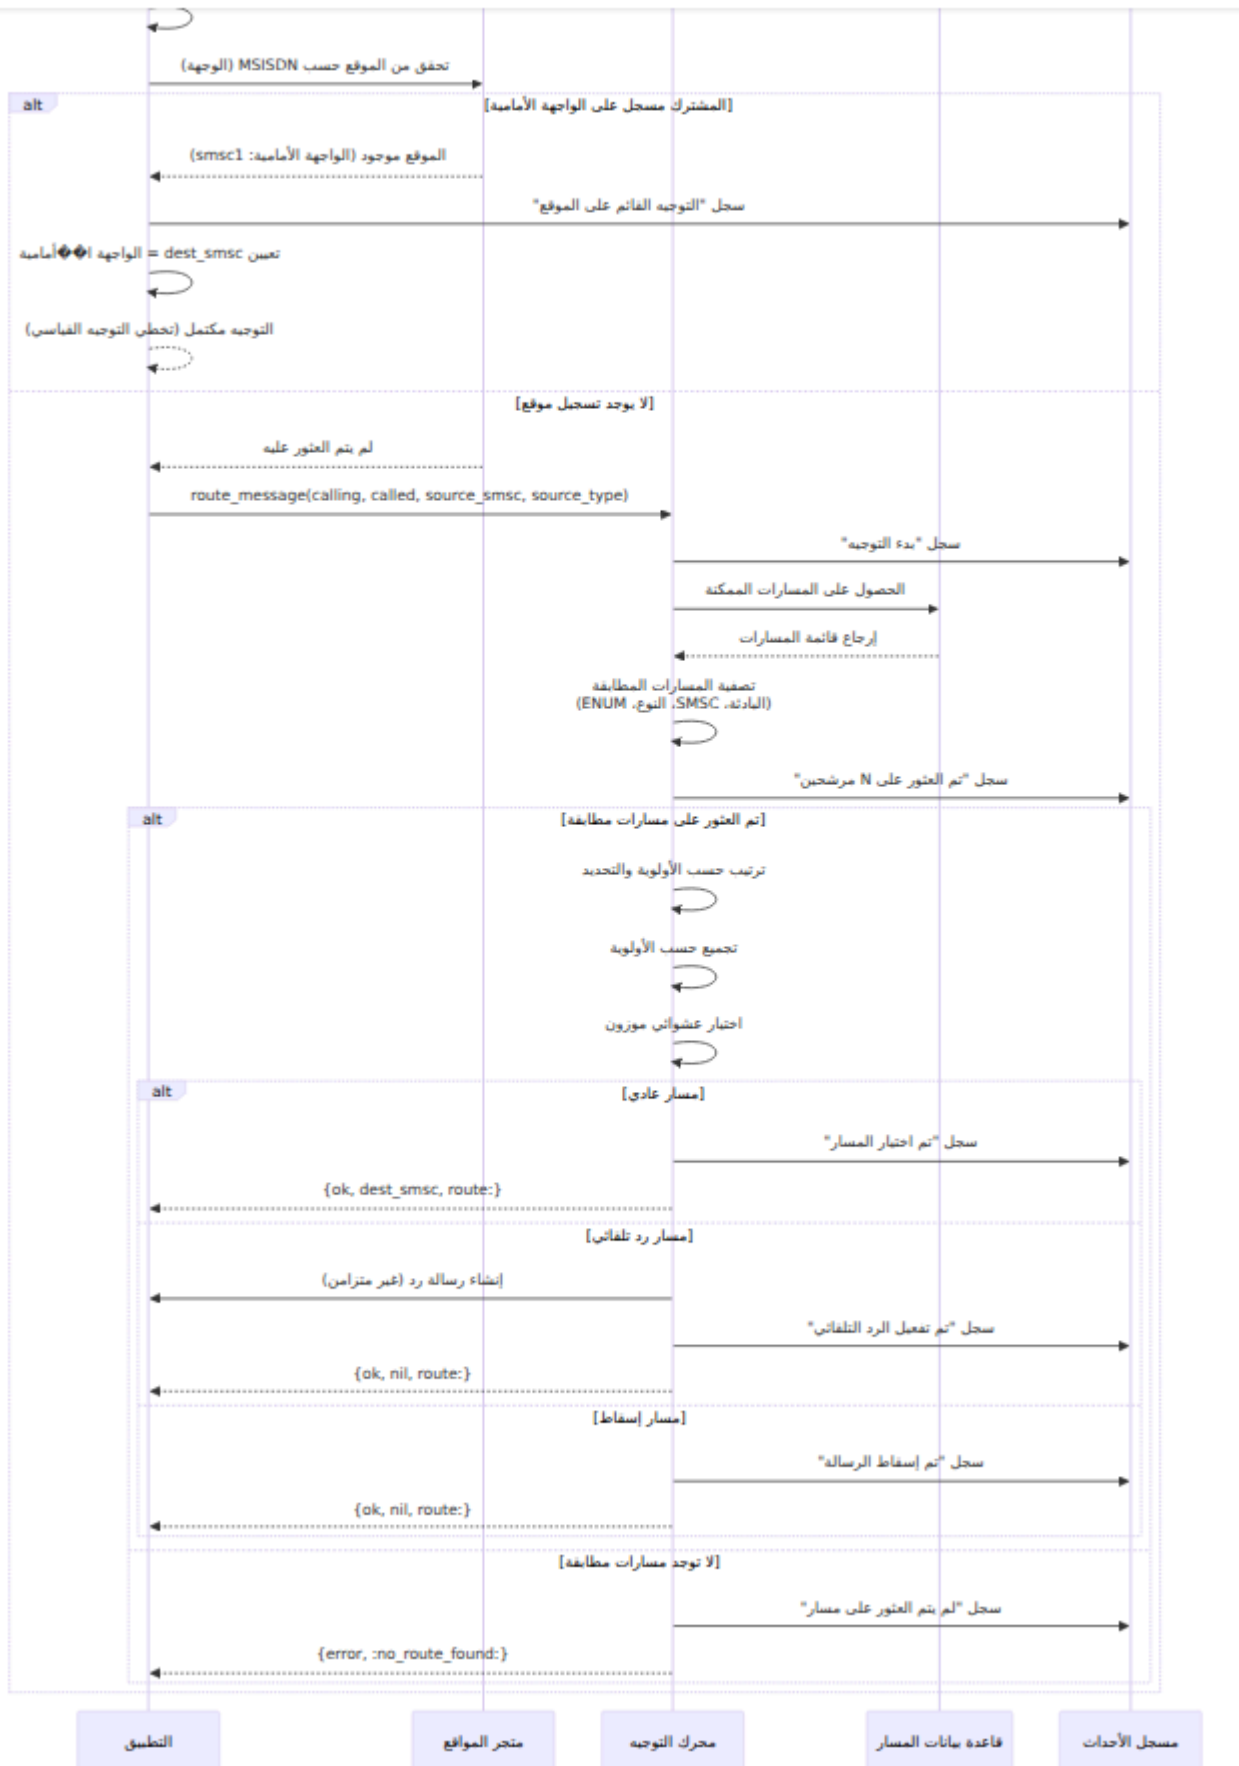 تحقق من الموقع حسب MSISDN (الوجهة)
alt
[المشترك مسجل على الواجهة الأمامية]
الموقع موجود (الواجهة الأمامية: smsc1)
سجل "التوجيه القائم على الموقع"
تعيين dest_smsc = الواجهة ا��أمامية
التوجيه مكتمل (تخطي التوجيه القياسي)
[لا يوجد تسجيل موقع]
لم يتم العثور عليه
route_message(calling, called, source_smsc, source_type)
سجل "بدء التوجيه"
الحصول على المسارات الممكنة
إرجاع قائمة المسارات
تصفية المسارات المطابقة
(البادئة، SMSC، النوع، ENUM)
سجل "تم العثور على N مرشحين"
alt
[تم العثور على مسارات مطابقة]
ترتيب حسب الأولوية والتحديد
تجميع حسب الأولوية
اختيار عشوائي موزون
alt
[مسار عادي]
سجل "تم اختيار المسار"
{ok, dest_smsc, route:}
[مسار رد تلقائي]
إنشاء رسالة رد (غير متزامن)
سجل "تم تفعيل الرد التلقائي"
{ok, nil, route:}
[مسار إسقاط]
سجل "تم إسقاط الرسالة"
{ok, nil, route:}
[لا توجد مسارات مطابقة]
سجل "لم يتم العثور على مسار"
{error, :no_route_found:}
التطبيق
متجر المواقع
محرك التوجيه
قاعدة بيانات المسار
مسجل الأحداث